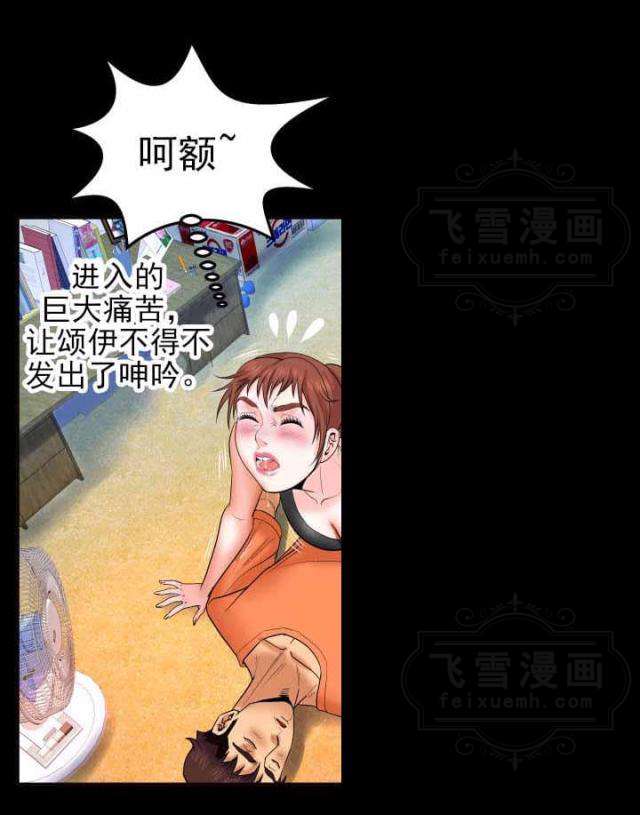 呵额~
进入的
巨大痛苦，
让颂伊不得不
发出了呻吟。
飞雪漫画
feixuemh.com
飞雪漫画
feixuemh.com